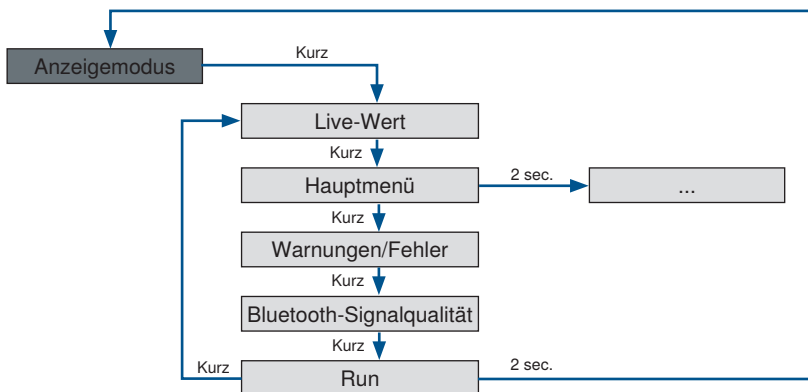 Kurz
Anzeigemodus
Live-Wert
Kurz
Hauptmenü
2 sec.
...
Kurz
Warnungen/Fehler
Kurz
Bluetooth-Signalqualität
Kurz
Kurz
Run
2 sec.